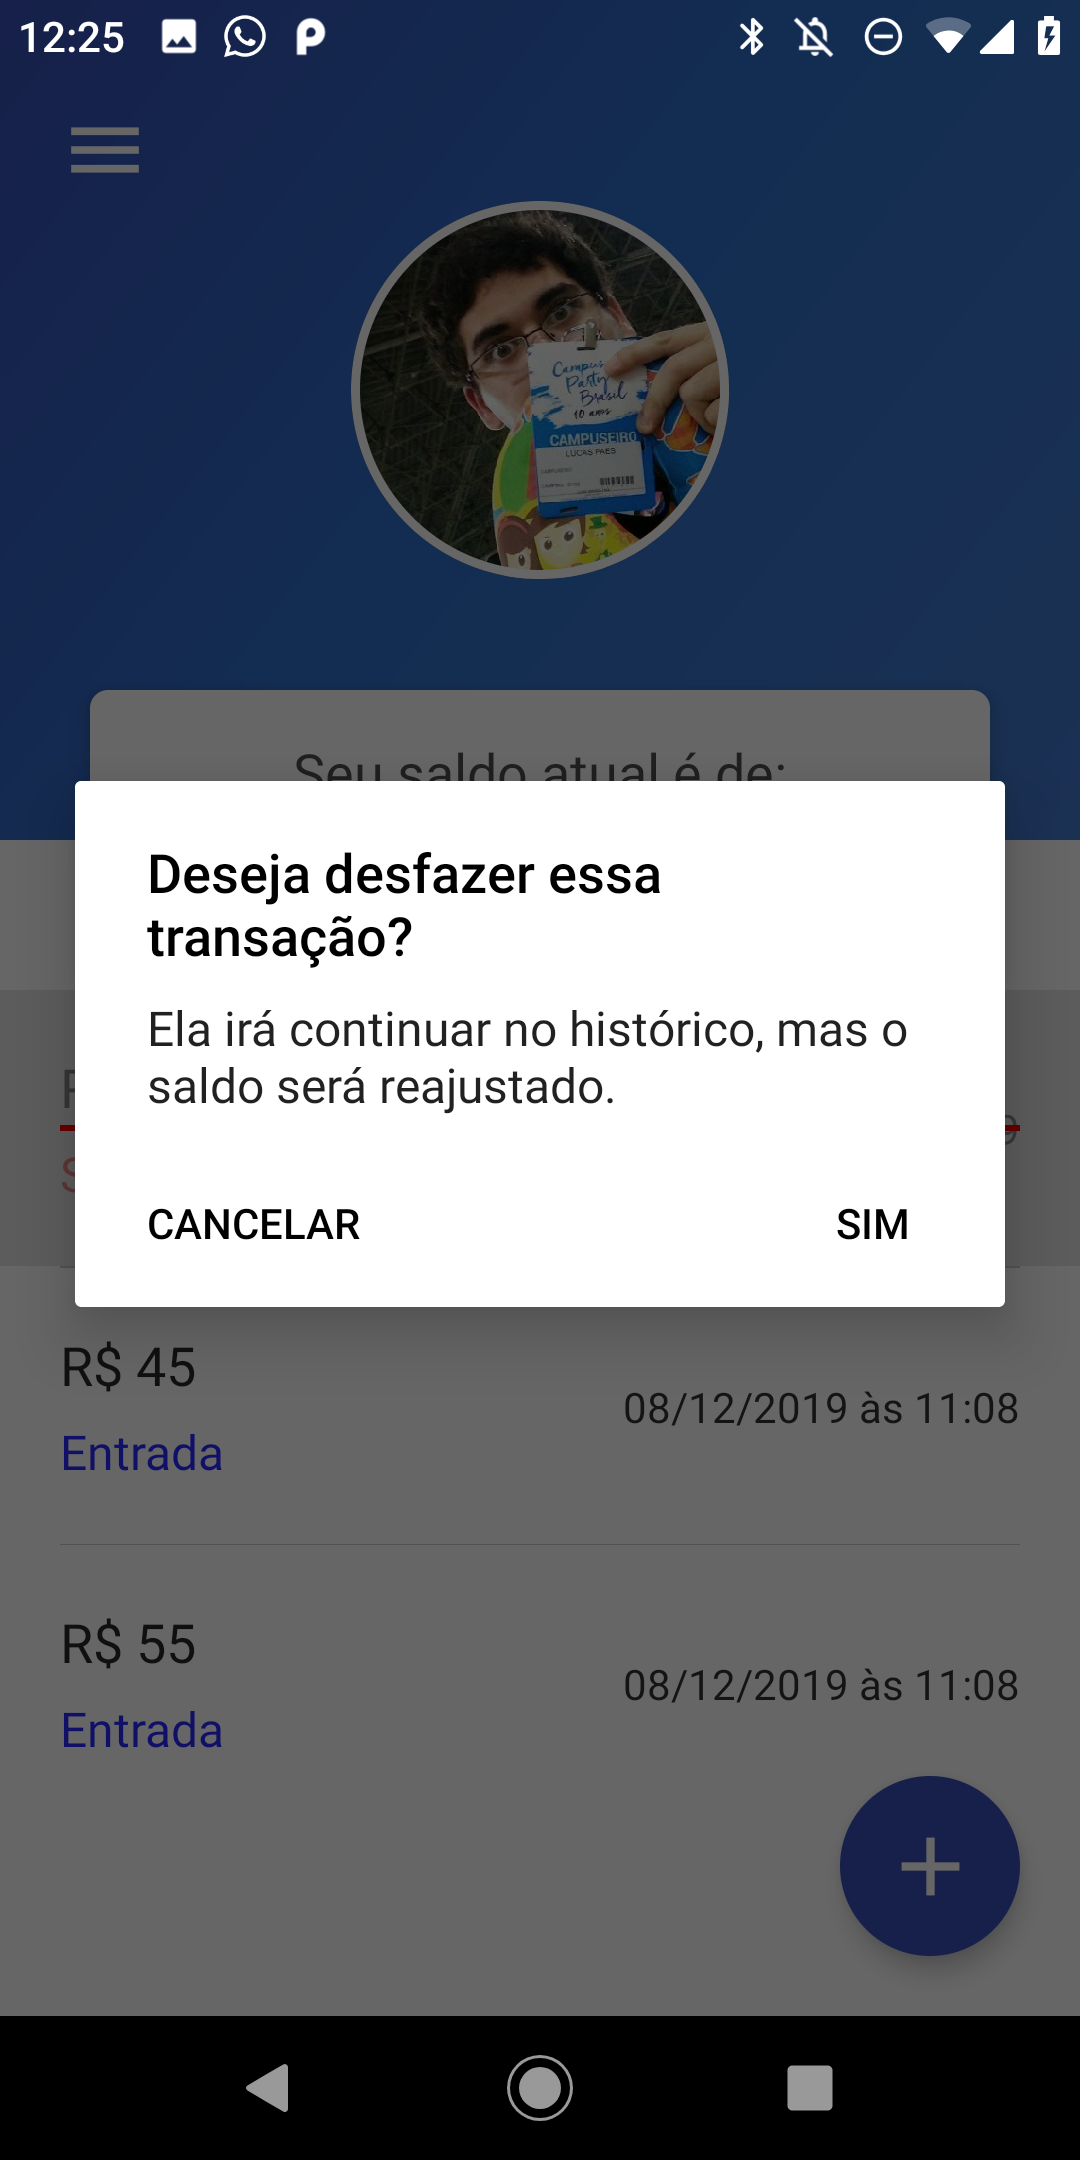 12:25
Campus
Party
Brasil
10 anos
CAMPUSEIRO
LUCAS PAES
Seu saldo atual é de:
Deseja desfazer essa
transação?
Ela irá continuar no histórico, mas o
saldo será reajustado.
CANCELAR
SIM
R$ 45
08/12/2019 às 11:08
Entrada
R$ 55
08/12/2019 às 11:08
Entrada